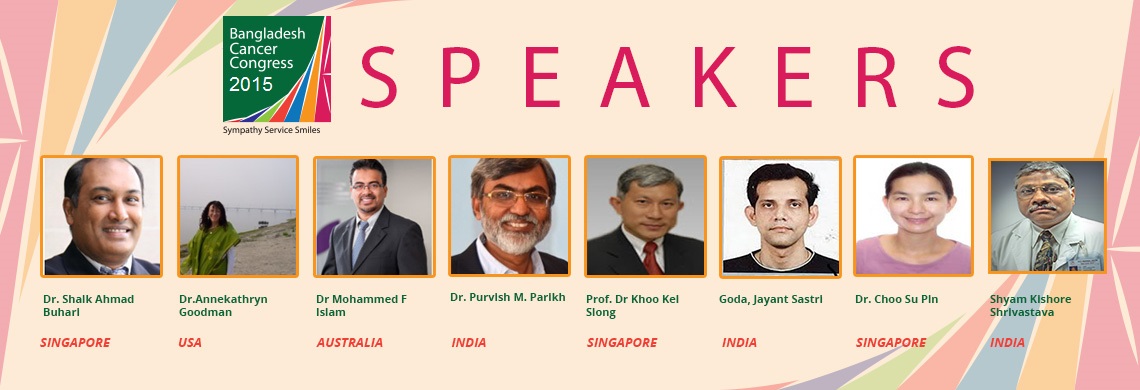 Bangladesh
Cancer
Congress
2015
Sympathy Service Smiles
SPEAKERS
Dr. Shaik Ahmad
Buhari
Dr.Annekathryn
Goodman
Dr Mohammed F
Islam
Dr. Purvish M. Parikh
Prof. Dr Khoo Kei
Siong
Goda, Jayant Sastri
Dr. Choo Su Pin
Shyam Kishore
Shrivastava
SINGAPORE
USA
AUSTRALIA
INDIA
SINGAPORE
INDIA
SINGAPORE
INDIA